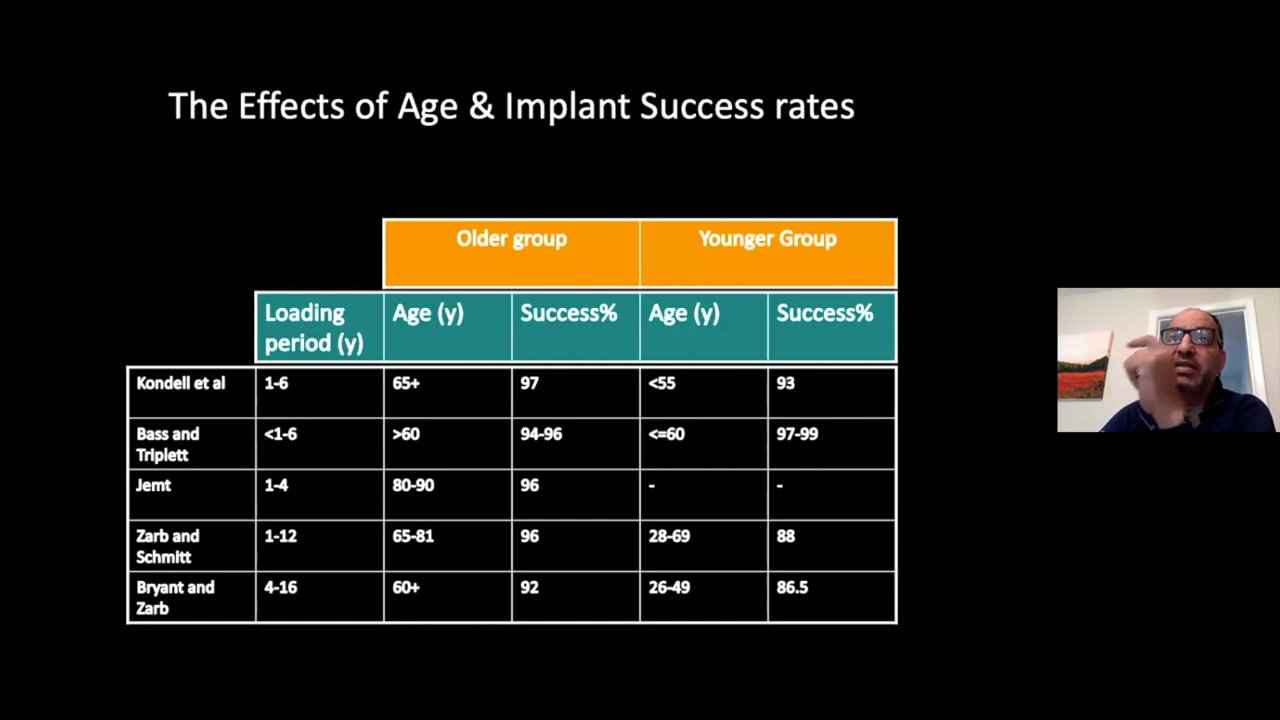 The Effects of Age & Implant Success rates
Older group Younger Group
Loading period (y) Age (y) Success% Age (y) Success%
Kondell et al 1-6 65+ 97 <55 93
Bass and Triplett <1-6 >60 94-96 <=60 97-99
Jemt 1-4 80-90 96 - -
Zarb and Schmitt 1-12 65-81 96 28-69 88
Bryant and Zarb 4-16 60+ 92 26-49 86.5